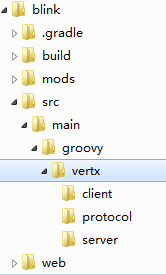 blink
.gradle
build
mods
src
main
groovy
vertx
client
protocol
server
web